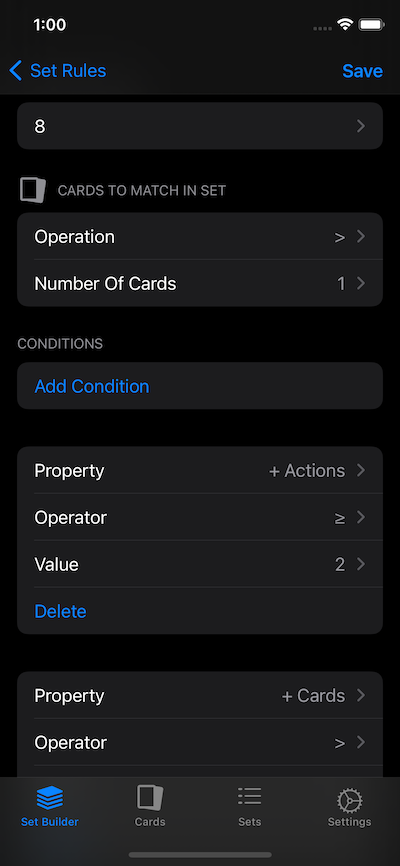 1:00
Set Rules
Save
8
CARDS TO MATCH IN SET
Operation >
Number Of Cards 1
CONDITIONS
Add Condition
Property + Actions
Operator ≥
Value 2
Delete
Property + Cards
Operator >
Set Builder
Cards
Sets
Settings